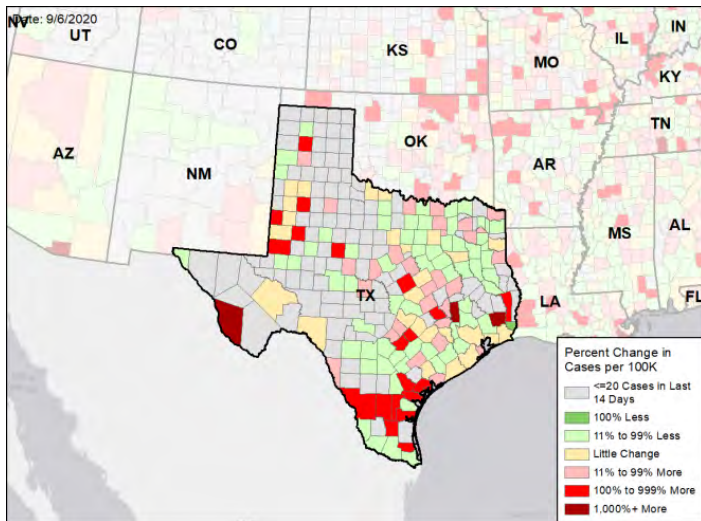 Date: 9/6/2020
NV
UT
CO
KS
MO
IL
IN
KY
AZ
NM
OK
AR
TN
TX
LA
MS
AL
FL
Percent Change in
Cases per 100K
<=20 Cases in Last
14 Days
100% Less
11% to 99% Less
Little Change
11% to 99% More
100% to 999% More
1,000%+ More